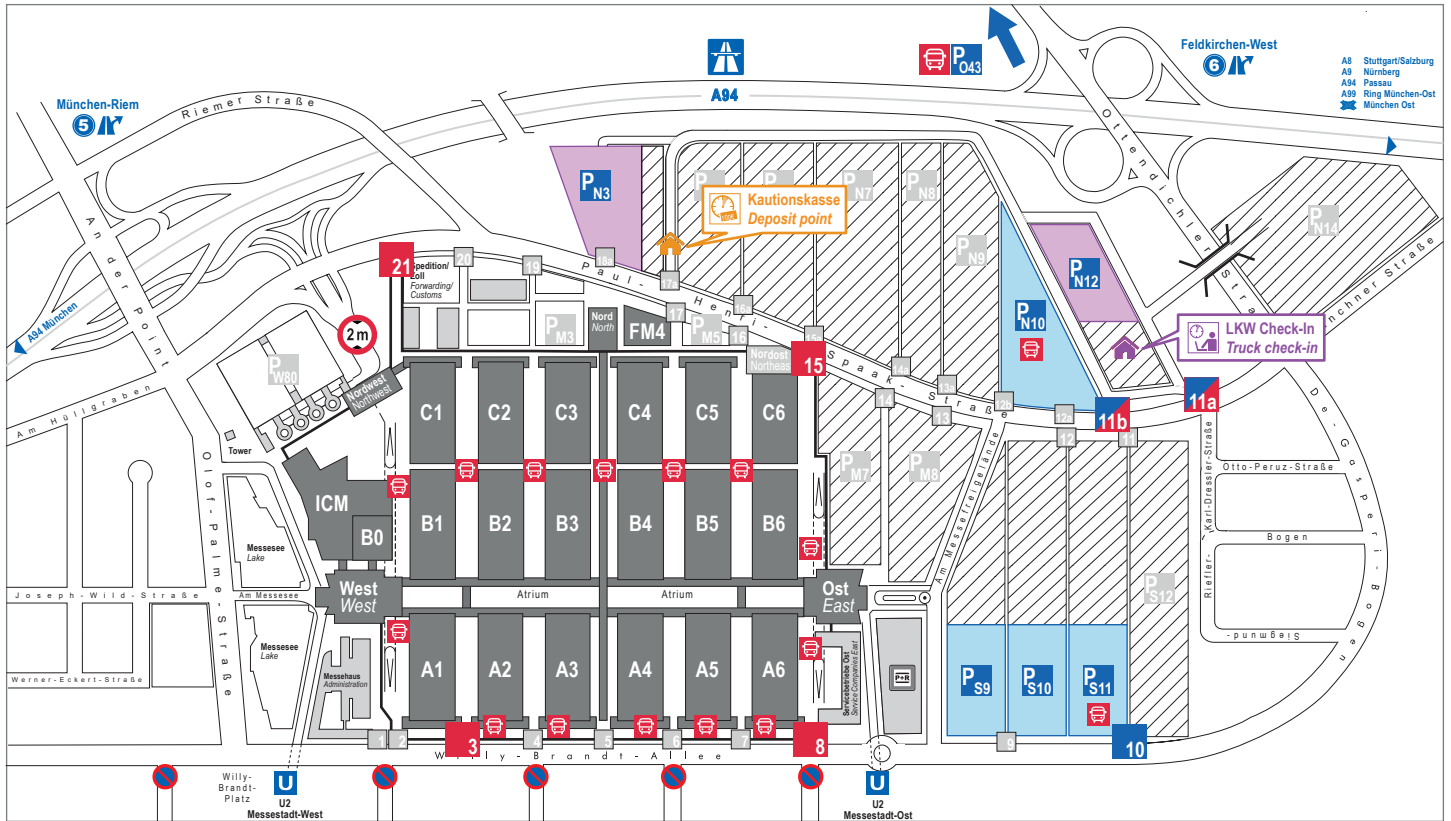 P O43
Feldkirchen-West
6
A8 Stuttgart/Salzburg
A9 Nürnberg
A94 Passau
A99 Ring München-Ost
München Ost
A94
München-Riem
5
Riemer Straße
Ottendichler Straße
An der Point
A94 München
Am Hüllgraben
P N3
P N7
P N8
P N9
P N14
Kautionskasse
Deposit point
P N12
P N10
LKW Check-In
Truck check-in
21
Spedition/
Zoll
Forwarding/
Customs
20
19
18a
17a
17
16a
16
15
14a
14
13a
13
12b
12a
12
11b
11a
11
Paul-Henri-Spaak-Straße
2 m
P W80
Nordwest
Northwest
Nord
North
FM4
P M3
P M5
Nordost
Northeast
Tower
C1
C2
C3
C4
C5
C6
P M7
P M8
Am Messefreigelände
Olof-Palme-Straße
ICM
B0
B1
B2
B3
B4
B5
B6
Messesee
Lake
Otto-Peruz-Straße
Karl-Dressler-Straße
Bogen
Riefler-
Siegmund-
De-Gasperi-Bogen
P S12
Joseph-Wild-Straße
Am Messesee
West
West
Atrium
Atrium
Ost
East
Messesee
Lake
Werner-Eckert-Straße
Messehaus
Administration
A1
A2
A3
A4
A5
A6
Servicebetriebe Ost
Service Companies East
P+R
P S9
P S10
P S11
1
2
3
4
5
6
7
8
9
10
Willy-Brandt-Allee
Willy-
Brandt-
Platz
U
U2
Messestadt-West
U
U2
Messestadt-Ost